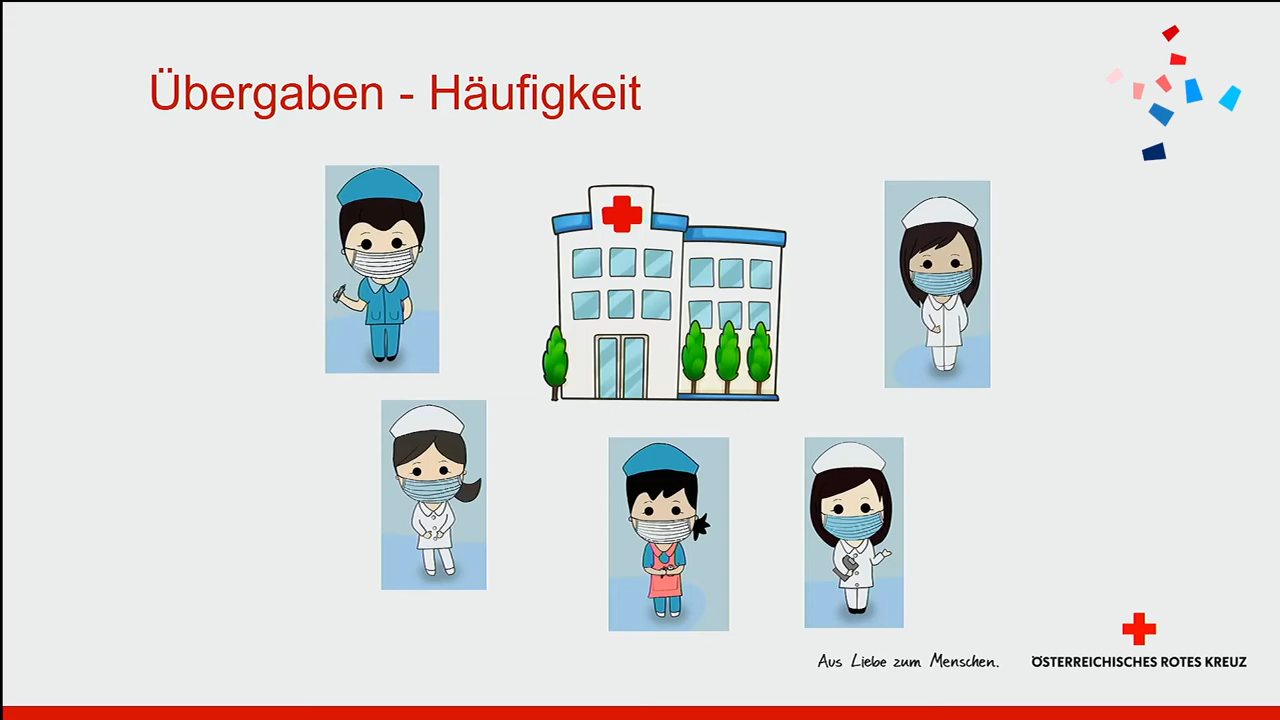 Übergaben - Häufigkeit
Aus Liebe zum Menschen.
ÖSTERREICHISCHES ROTES KREUZ